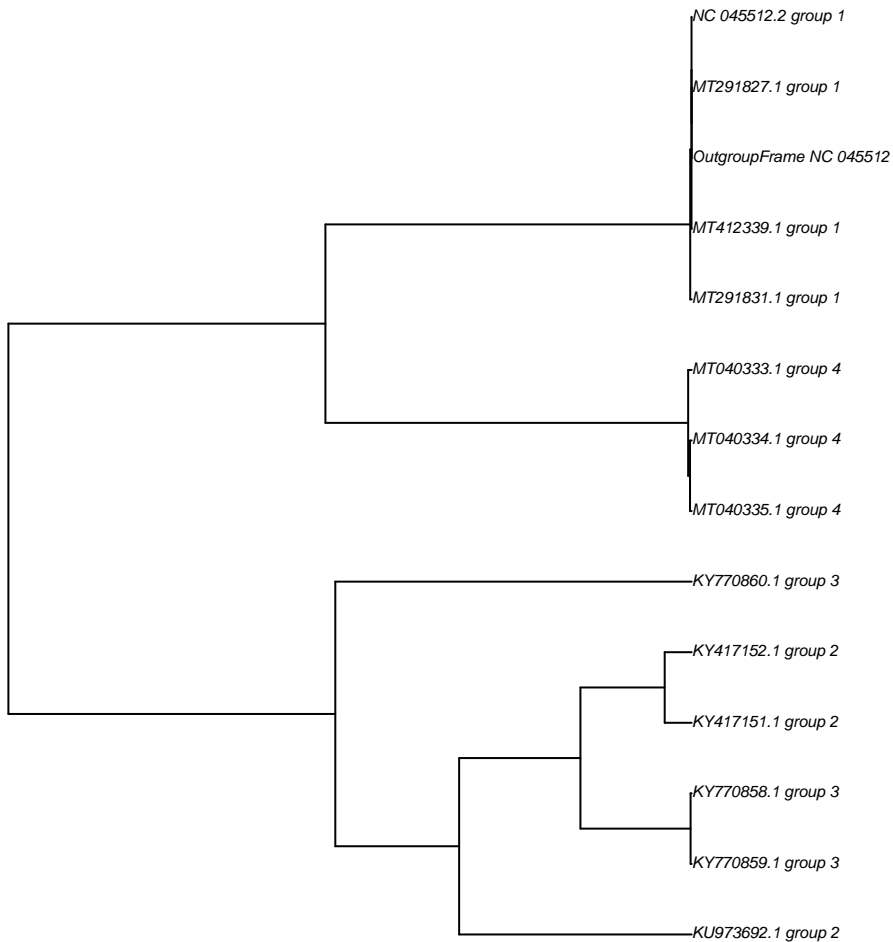 NC 045512.2 group 1
MT291827.1 group 1
OutgroupFrame NC 045512
MT412339.1 group 1
MT291831.1 group 1
MT040333.1 group 4
MT040334.1 group 4
MT040335.1 group 4
KY770860.1 group 3
KY417152.1 group 2
KY417151.1 group 2
KY770858.1 group 3
KY770859.1 group 3
KU973692.1 group 2